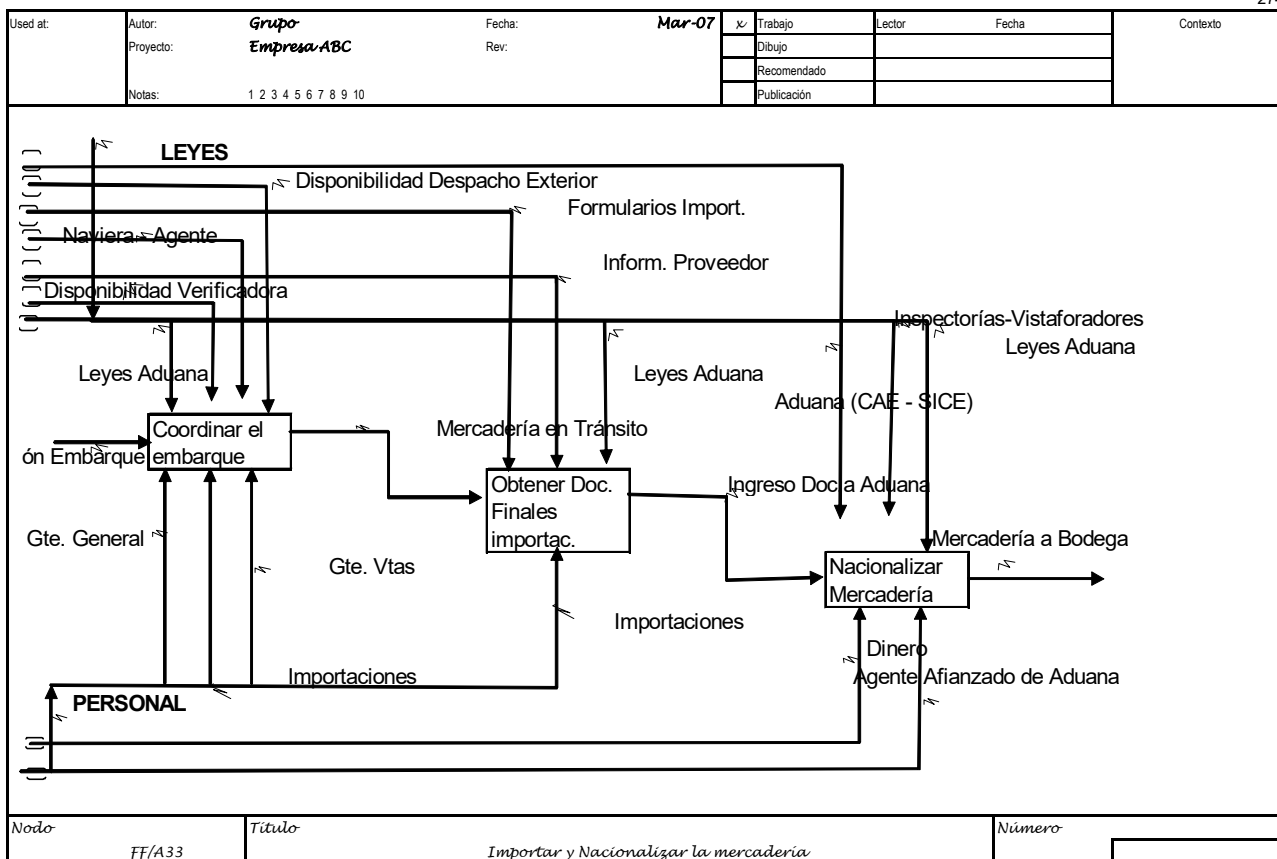 Used at:
Autor: Grupo Fecha: Mar-07 x Trabajo Lector Fecha Contexto
Proyecto: Empresa ABC Rev: Dibujo
Recomendado
Notas: 1 2 3 4 5 6 7 8 9 10 Publicación
LEYES
Disponibilidad Despacho Exterior
Formularios Import.
Naviera - Agente
Inform. Proveedor
Disponibilidad Verificadora
Inspectorías-Vistaforadores
Leyes Aduana
Leyes Aduana
Leyes Aduana
Aduana (CAE - SICE)
Coordinar el
embarque
Mercadería en Tránsito
ón Embarque
Obtener Doc.
Finales
importac.
Ingreso Doc a Aduana
Gte. General
Gte. Vtas
Mercadería a Bodega
Nacionalizar
Mercadería
Importaciones
Dinero
Importaciones
Agente Afianzado de Aduana
PERSONAL
Nodo Título Número
FF/A33 Importar y Nacionalizar la mercadería